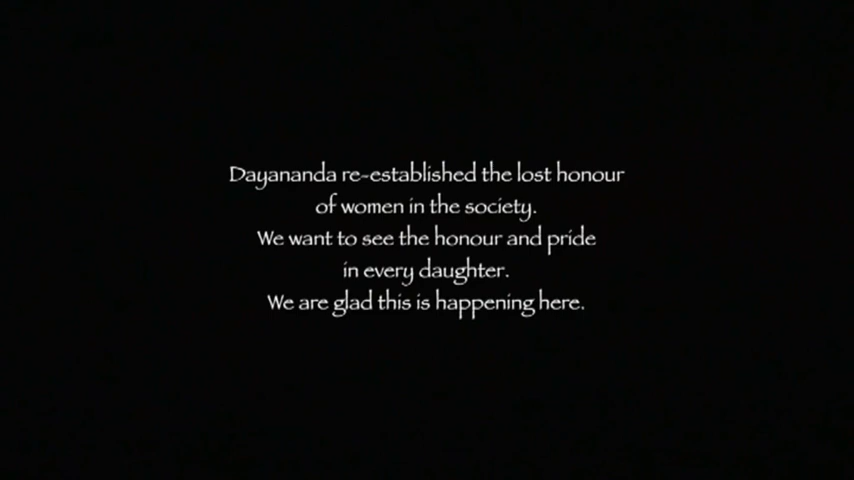 Dayananda re-established the lost honour
of women in the society.
We want to see the honour and pride
in every daughter.
We are glad this is happening here.